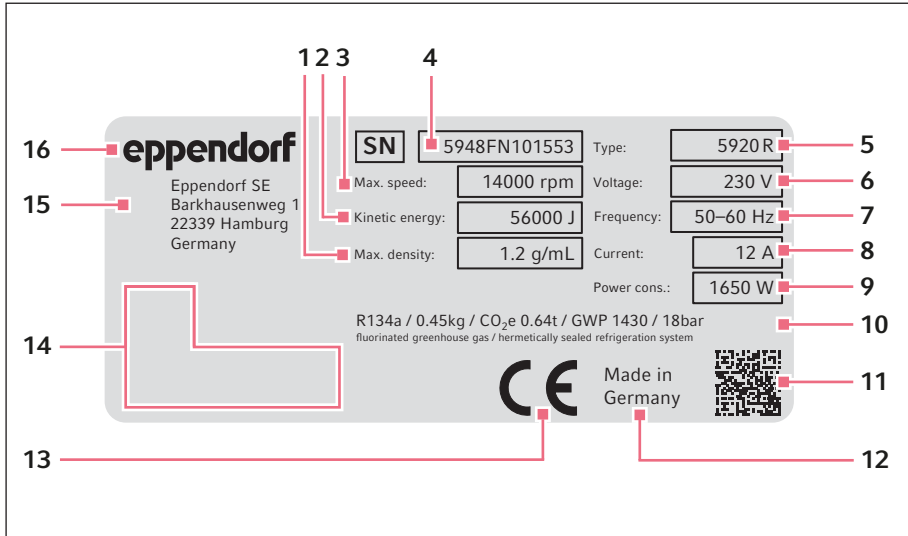 1 2 3 4
16 eppendorf SN 5948FN101553 Type: 5920 R 5
15 Eppendorf SE Max. speed: 14000 rpm Voltage: 230 V 6
Barkhausenweg 1
22339 Hamburg Kinetic energy: 56000 J Frequency: 50–60 Hz 7
Germany
Max. density: 1.2 g/mL Current: 12 A 8
Power cons.: 1650 W 9
R134a / 0.45kg / CO₂e 0.64t / GWP 1430 / 18bar 10
fluorinated greenhouse gas / hermetically sealed refrigeration system
14
CE Made in 11
Germany
13 12